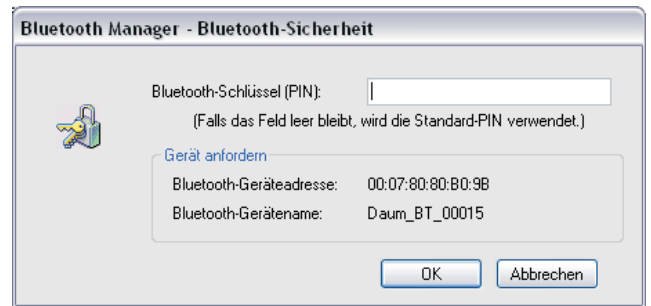 Bluetooth Manager - Bluetooth-Sicherheit
Bluetooth-Schlüssel (PIN):
(Falls das Feld leer bleibt, wird die Standard-PIN verwendet.)
Gerät anfordern
Bluetooth-Geräteadresse: 00:07:80:80:B0:9B
Bluetooth-Gerätename: Daum_BT_00015
OK Abbrechen